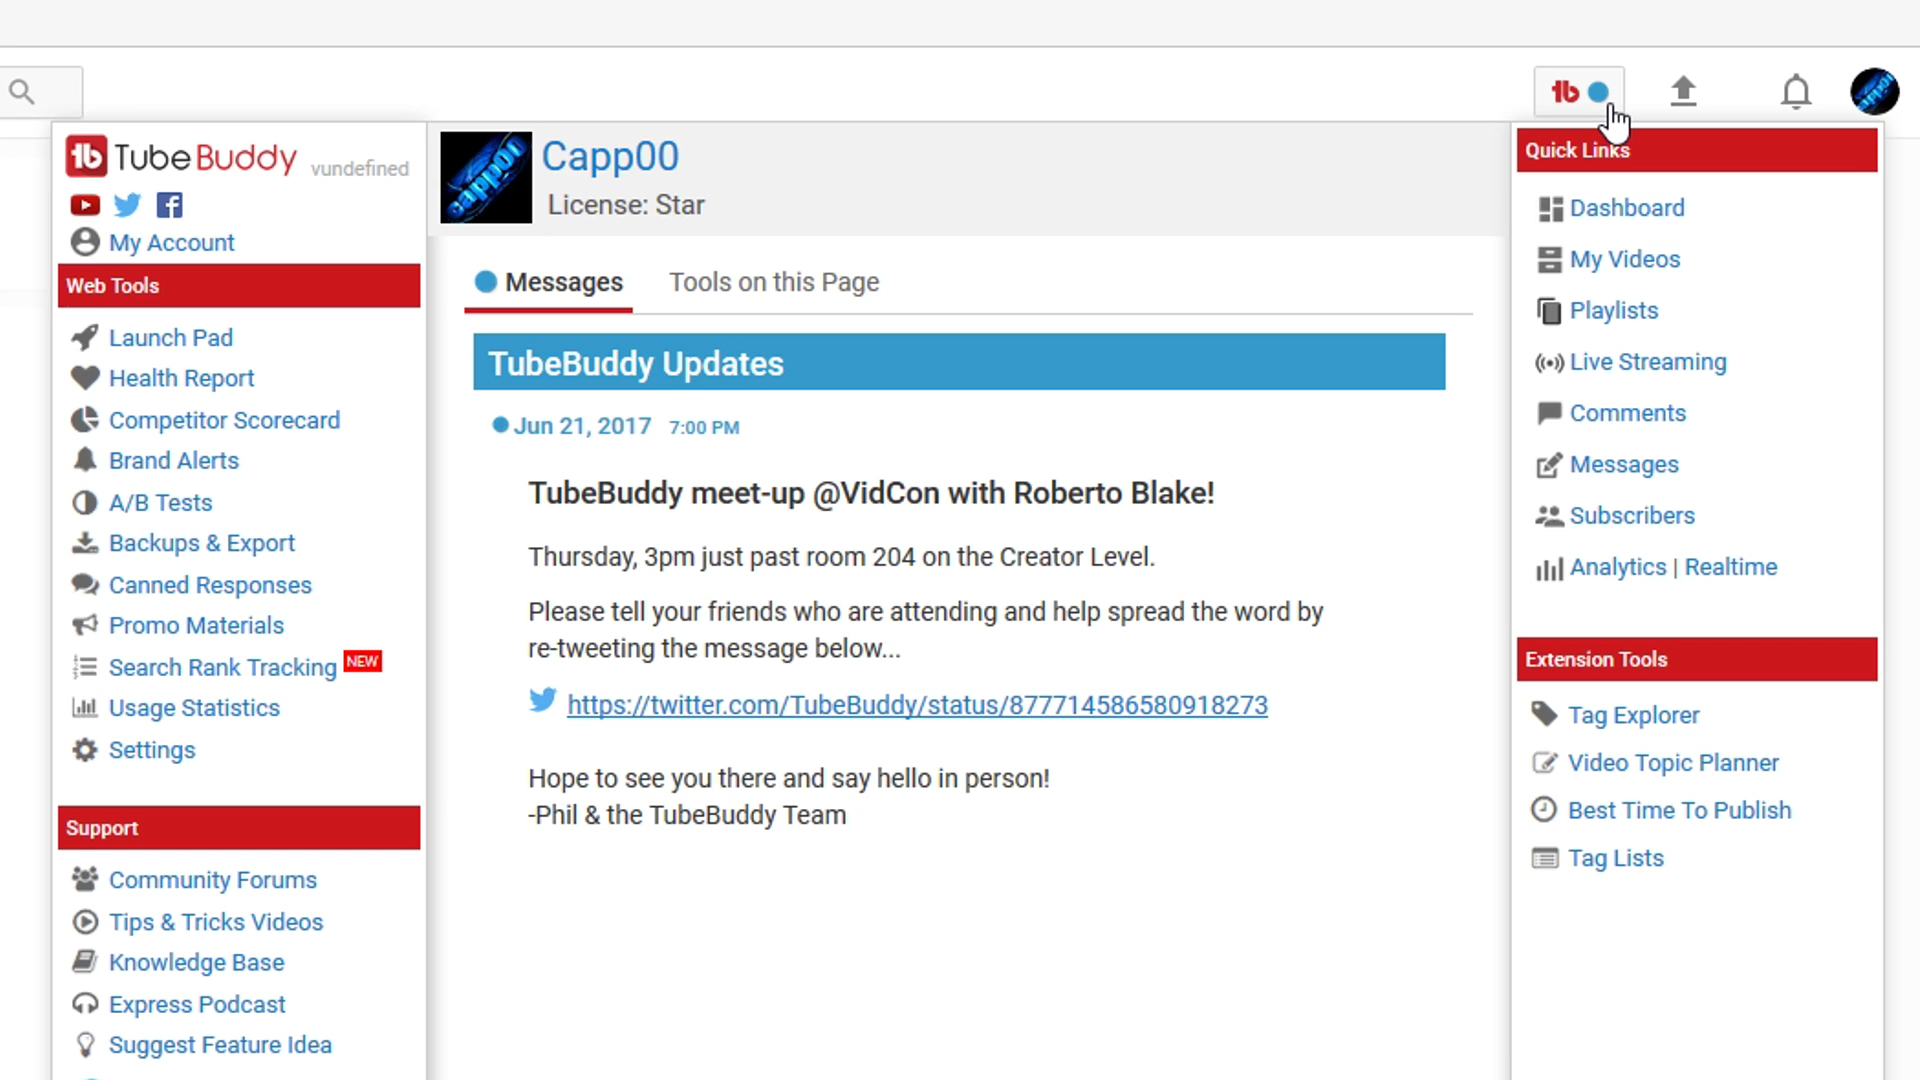 TubeBuddy vundefined
My Account
Web Tools
Launch Pad
Health Report
Competitor Scorecard
Brand Alerts
A/B Tests
Backups & Export
Canned Responses
Promo Materials
Search Rank Tracking NEW
Usage Statistics
Settings
Support
Community Forums
Tips & Tricks Videos
Knowledge Base
Express Podcast
Suggest Feature Idea
capp00
Capp00
License: Star
Messages Tools on this Page
TubeBuddy Updates
Jun 21, 2017 7:00 PM
TubeBuddy meet-up @VidCon with Roberto Blake!
Thursday, 3pm just past room 204 on the Creator Level.
Please tell your friends who are attending and help spread the word by
re-tweeting the message below...
https://twitter.com/TubeBuddy/status/877714586580918273
Hope to see you there and say hello in person!
-Phil & the TubeBuddy Team
tb
Quick Links
Dashboard
My Videos
Playlists
Live Streaming
Comments
Messages
Subscribers
Analytics | Realtime
Extension Tools
Tag Explorer
Video Topic Planner
Best Time To Publish
Tag Lists